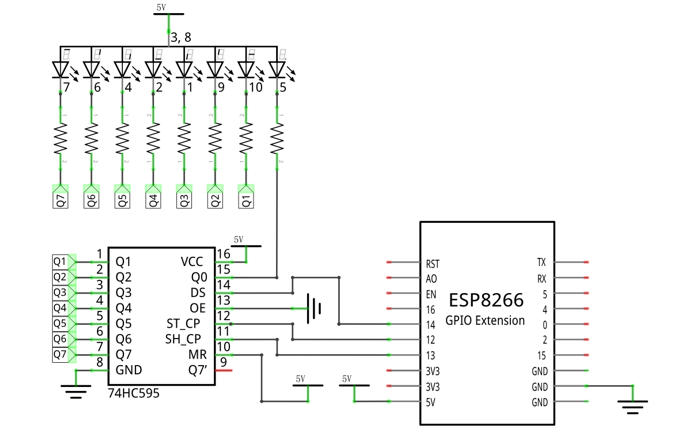 5V
3, 8
7 6 4 2 1 9 10 5
Q7 Q6 Q5 Q4 Q3 Q2 Q1
5V
Q1 1 Q1 VCC 16
Q2 2 Q2 Q0 15
Q3 3 Q3 DS 14
Q4 4 Q4 OE 13
Q5 5 Q5 ST_CP 12
Q6 6 Q6 SH_CP 11
Q7 7 Q7 MR 10
8 GND Q7' 9
74HC595
5V
5V
ESP8266
GPIO Extension
RST TX
AO RX
EN 5
16 4
14 0
12 2
13 15
3V3 GND
3V3 GND
5V GND